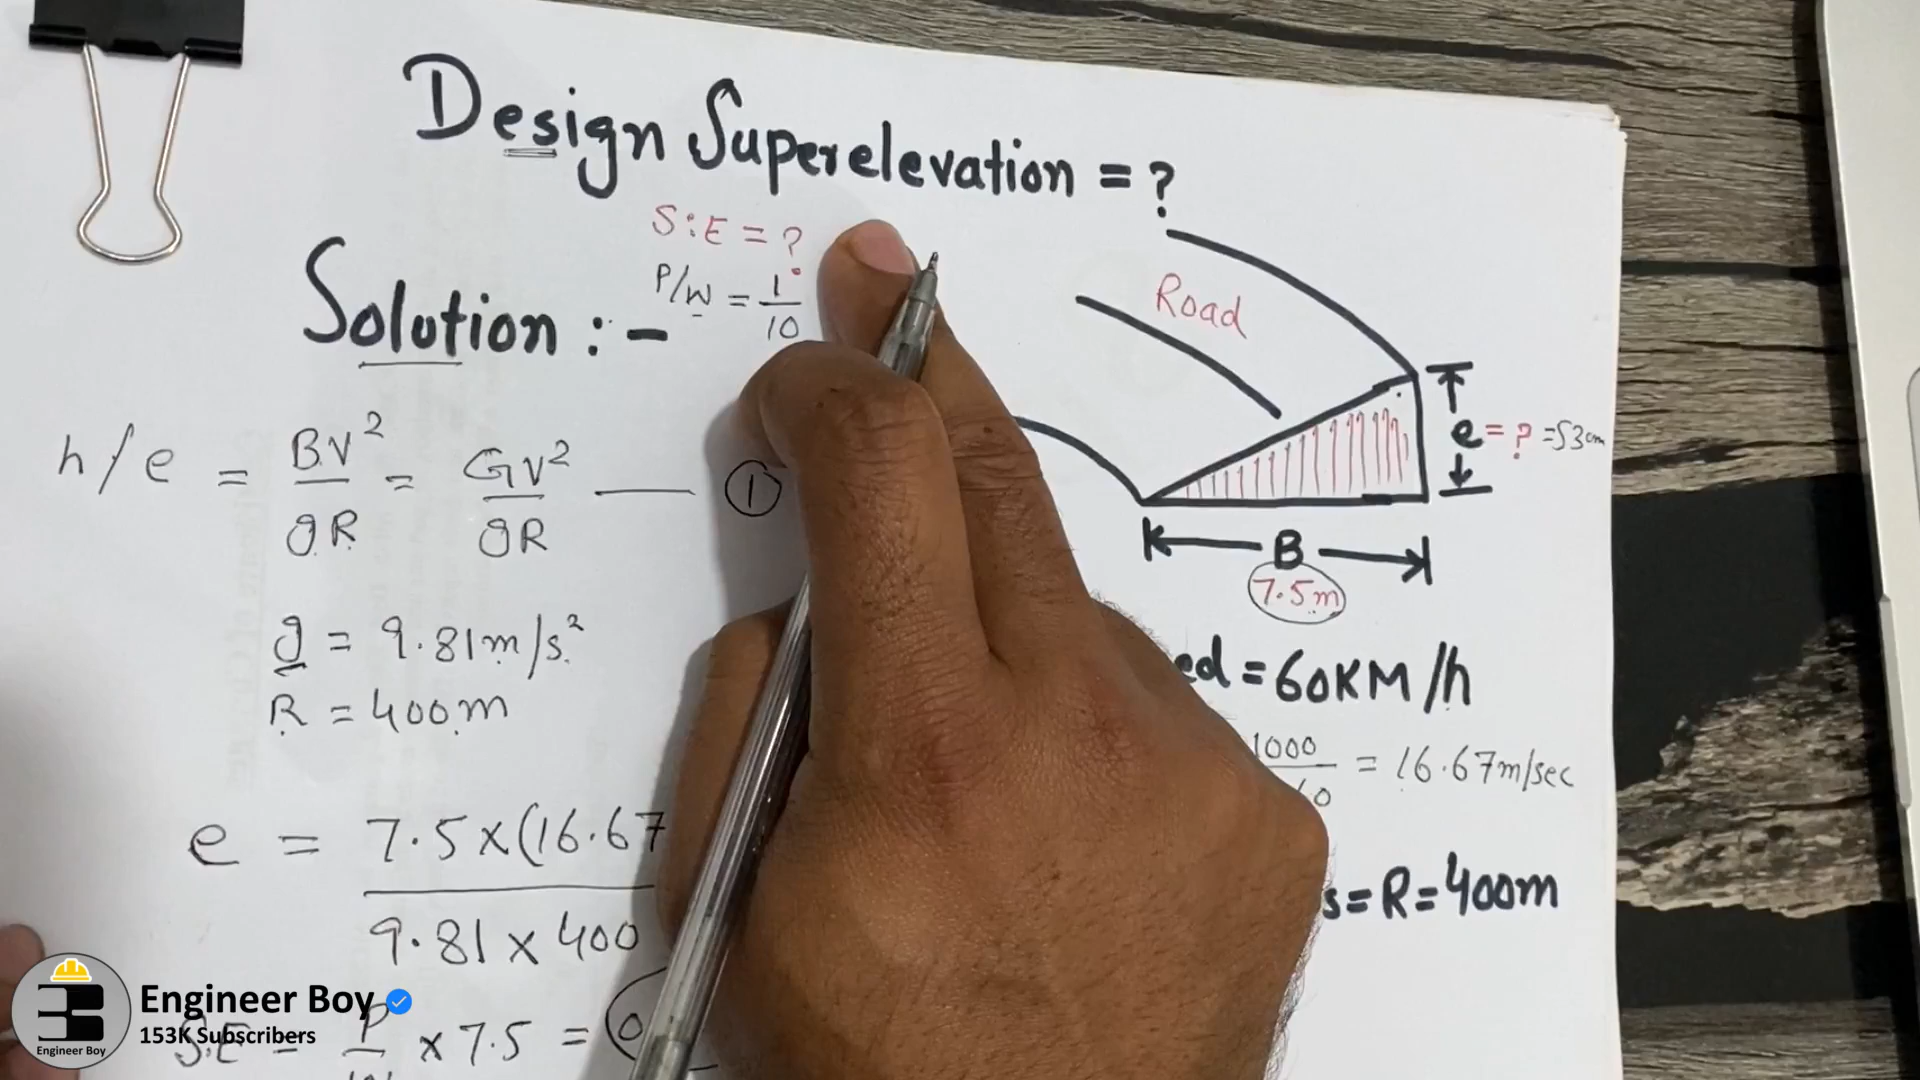 Design Superelevation = ?
S:E = ?
P/W = 1/10
Solution :-
h/e = BV²/gR = GV²/gR — ①
g = 9.81m/s²
R = 400m
e = 7.5x(16.67
9.81 x 400
S.E = P/ x 7.5 = 0
Road
e = ? = 53cm
B
7.5m
ed = 60KM/h
1000 = 16.67m/sec
s = R = 400m
Engineer Boy
153K Subscribers
Engineer Boy